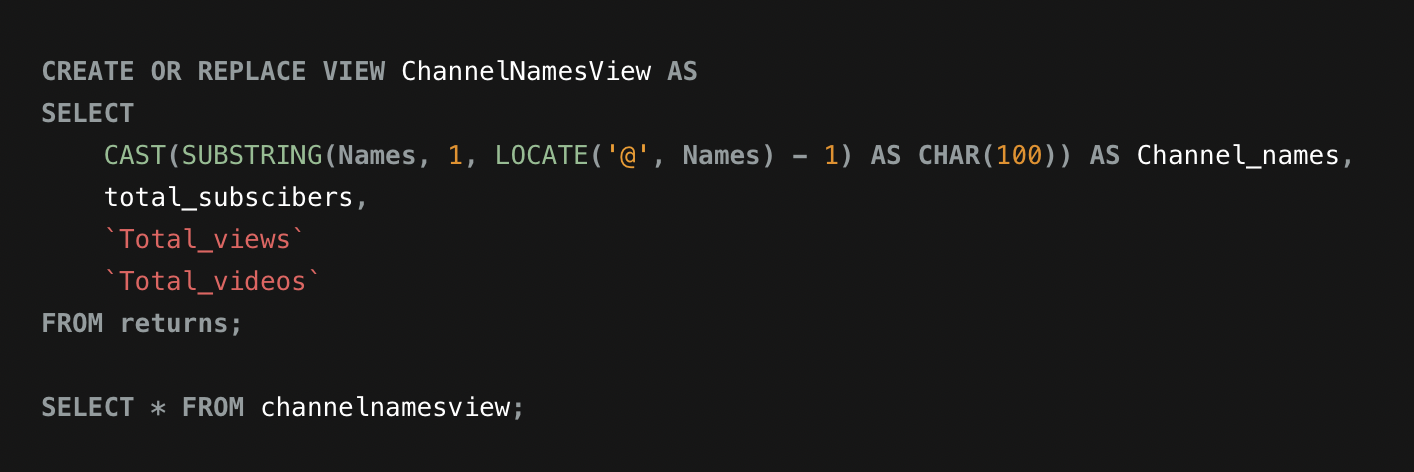 CREATE OR REPLACE VIEW ChannelNamesView AS
SELECT
    CAST(SUBSTRING(Names, 1, LOCATE('@', Names) - 1) AS CHAR(100)) AS Channel_names,
    total_subscibers,
    `Total_views`
    `Total_videos`
FROM returns;

SELECT * FROM channelnamesview;